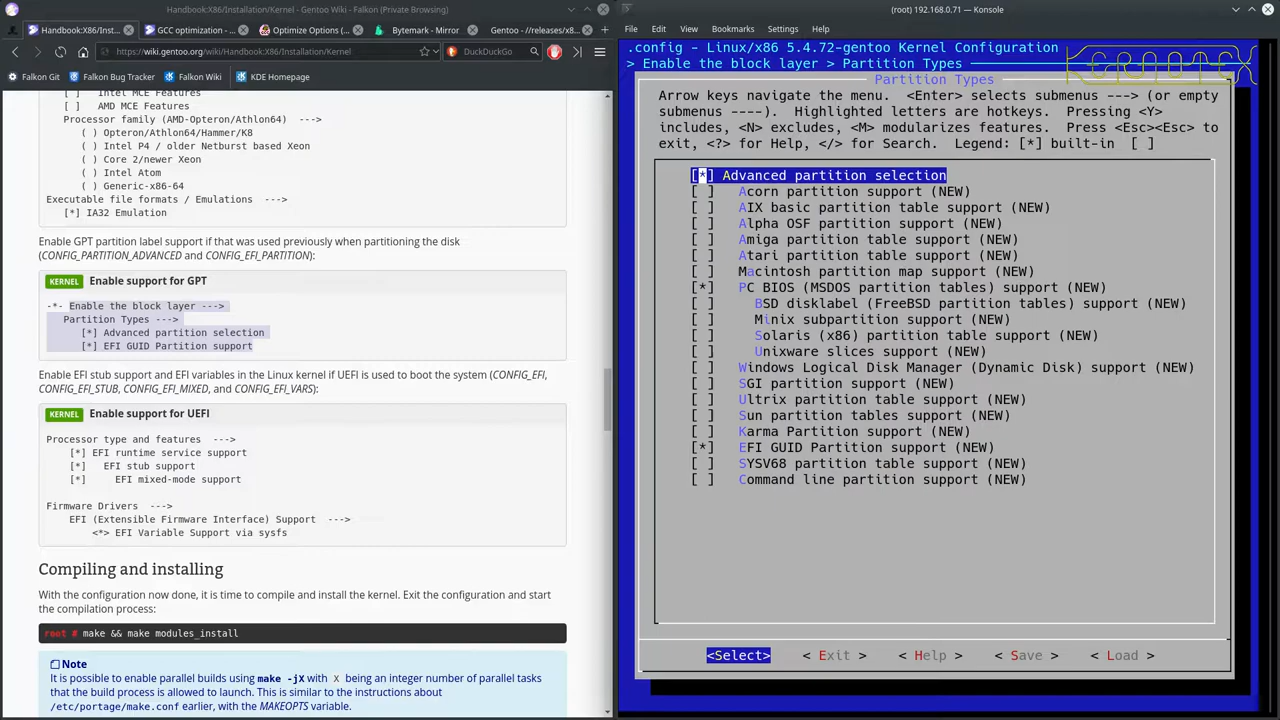 Handbook:X86/Installation/Kernel - Gentoo Wiki - Falkon (Private Browsing)
Handbook:X86/Inst...
GCC optimization - ...
Optimize Options (...
Bytemark - Mirror
Gentoo - //releases/x8...
https://wiki.gentoo.org/wiki/Handbook:X86/Installation/Kernel
DuckDuckGo
Falkon Git
Falkon Bug Tracker
Falkon Wiki
KDE Homepage
[ ] Intel MCE Features
[ ] AMD MCE Features
Processor family (AMD-Opteron/Athlon64) --->
( ) Opteron/Athlon64/Hammer/K8
( ) Intel P4 / older Netburst based Xeon
( ) Core 2/newer Xeon
( ) Intel Atom
( ) Generic-x86-64
Executable file formats / Emulations --->
[*] IA32 Emulation
Enable GPT partition label support if that was used previously when partitioning the disk
(CONFIG_PARTITION_ADVANCED and CONFIG_EFI_PARTITION):
KERNEL Enable support for GPT
-*- Enable the block layer --->
Partition Types --->
[*] Advanced partition selection
[*] EFI GUID Partition support
Enable EFI stub support and EFI variables in the Linux kernel if UEFI is used to boot the system (CONFIG_EFI,
CONFIG_EFI_STUB, CONFIG_EFI_MIXED, and CONFIG_EFI_VARS):
KERNEL Enable support for UEFI
Processor type and features --->
[*] EFI runtime service support
[*] EFI stub support
[*] EFI mixed-mode support
Firmware Drivers --->
EFI (Extensible Firmware Interface) Support --->
<*> EFI Variable Support via sysfs
Compiling and installing
With the configuration now done, it is time to compile and install the kernel. Exit the configuration and start
the compilation process:
root # make && make modules_install
Note
It is possible to enable parallel builds using make -jX with X being an integer number of parallel tasks
that the build process is allowed to launch. This is similar to the instructions about
/etc/portage/make.conf earlier, with the MAKEOPTS variable.
(root) 192.168.0.71 — Konsole
File Edit View Bookmarks Settings Help
.config - Linux/x86 5.4.72-gentoo Kernel Configuration
> Enable the block layer > Partition Types
KERNOTEX
Partition Types
Arrow keys navigate the menu. <Enter> selects submenus ---> (or empty
submenus ----). Highlighted letters are hotkeys. Pressing <Y>
includes, <N> excludes, <M> modularizes features. Press <Esc><Esc> to
exit, <?> for Help, </> for Search. Legend: [*] built-in [ ]
[*] Advanced partition selection
[ ] Acorn partition support (NEW)
[ ] AIX basic partition table support (NEW)
[ ] Alpha OSF partition support (NEW)
[ ] Amiga partition table support (NEW)
[ ] Atari partition table support (NEW)
[ ] Macintosh partition map support (NEW)
[*] PC BIOS (MSDOS partition tables) support (NEW)
[ ] BSD disklabel (FreeBSD partition tables) support (NEW)
[ ] Minix subpartition support (NEW)
[ ] Solaris (x86) partition table support (NEW)
[ ] Unixware slices support (NEW)
[ ] Windows Logical Disk Manager (Dynamic Disk) support (NEW)
[ ] SGI partition support (NEW)
[ ] Ultrix partition table support (NEW)
[ ] Sun partition tables support (NEW)
[ ] Karma Partition support (NEW)
[*] EFI GUID Partition support (NEW)
[ ] SYSV68 partition table support (NEW)
[ ] Command line partition support (NEW)
<Select> < Exit > < Help > < Save > < Load >